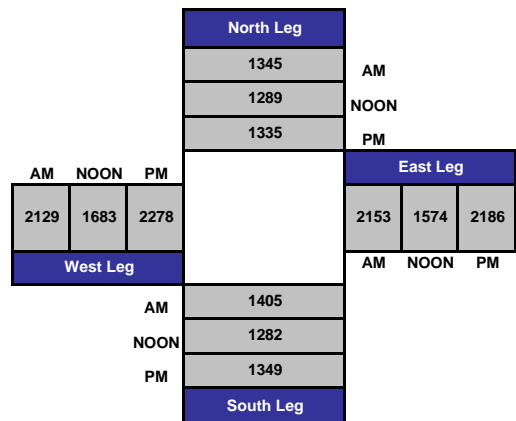 North Leg
1345 AM
1289 NOON
1335 PM
AM NOON PM
East Leg
2129 1683 2278
2153 1574 2186
West Leg
AM NOON PM
AM 1405
NOON 1282
PM 1349
South Leg